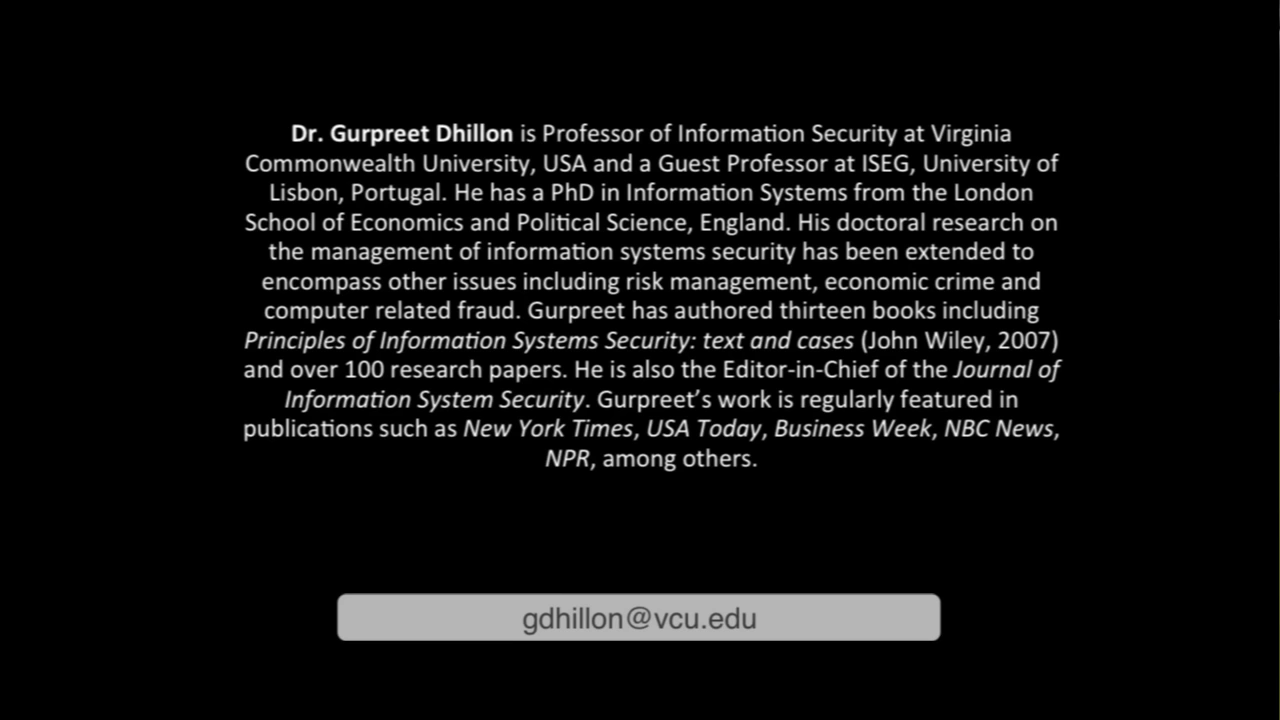 Dr. Gurpreet Dhillon is Professor of Information Security at Virginia
Commonwealth University, USA and a Guest Professor at ISEG, University of
Lisbon, Portugal. He has a PhD in Information Systems from the London
School of Economics and Political Science, England. His doctoral research on
the management of information systems security has been extended to
encompass other issues including risk management, economic crime and
computer related fraud. Gurpreet has authored thirteen books including
Principles of Information Systems Security: text and cases (John Wiley, 2007)
and over 100 research papers. He is also the Editor-in-Chief of the Journal of
Information System Security. Gurpreet’s work is regularly featured in
publications such as New York Times, USA Today, Business Week, NBC News,
NPR, among others.
gdhillon@vcu.edu